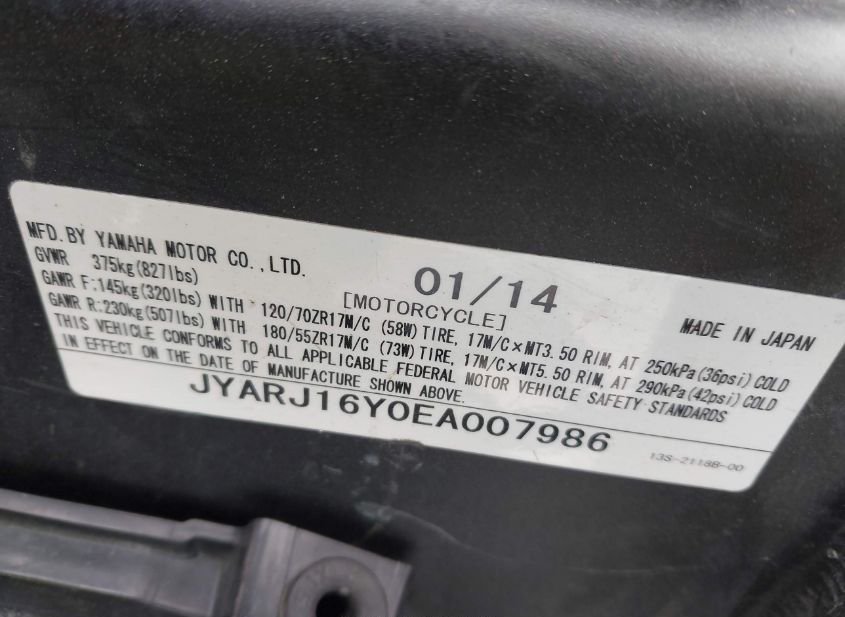 MFD.BY YAMAHA MOTOR CO.,LTD.
01/14
GVWR 375kg(827lbs)
[MOTORCYCLE]
MADE IN JAPAN
GAWR F:145kg(320lbs) WITH 120/70ZR17M/C (58W) TIRE, 17M/C×MT3.50 RIM, AT 250kPa(36psi) COLD
GAWR R:230kg(507lbs) WITH 180/55ZR17M/C (73W) TIRE, 17M/C×MT5.50 RIM, AT 290kPa(42psi) COLD
THIS VEHICLE CONFORMS TO ALL APPLICABLE FEDERAL MOTOR VEHICLE SAFETY STANDARDS
IN EFFECT ON THE DATE OF MANUFACTURE SHOWN ABOVE.
JYARJ16Y0EA007986
13S-2118B-00